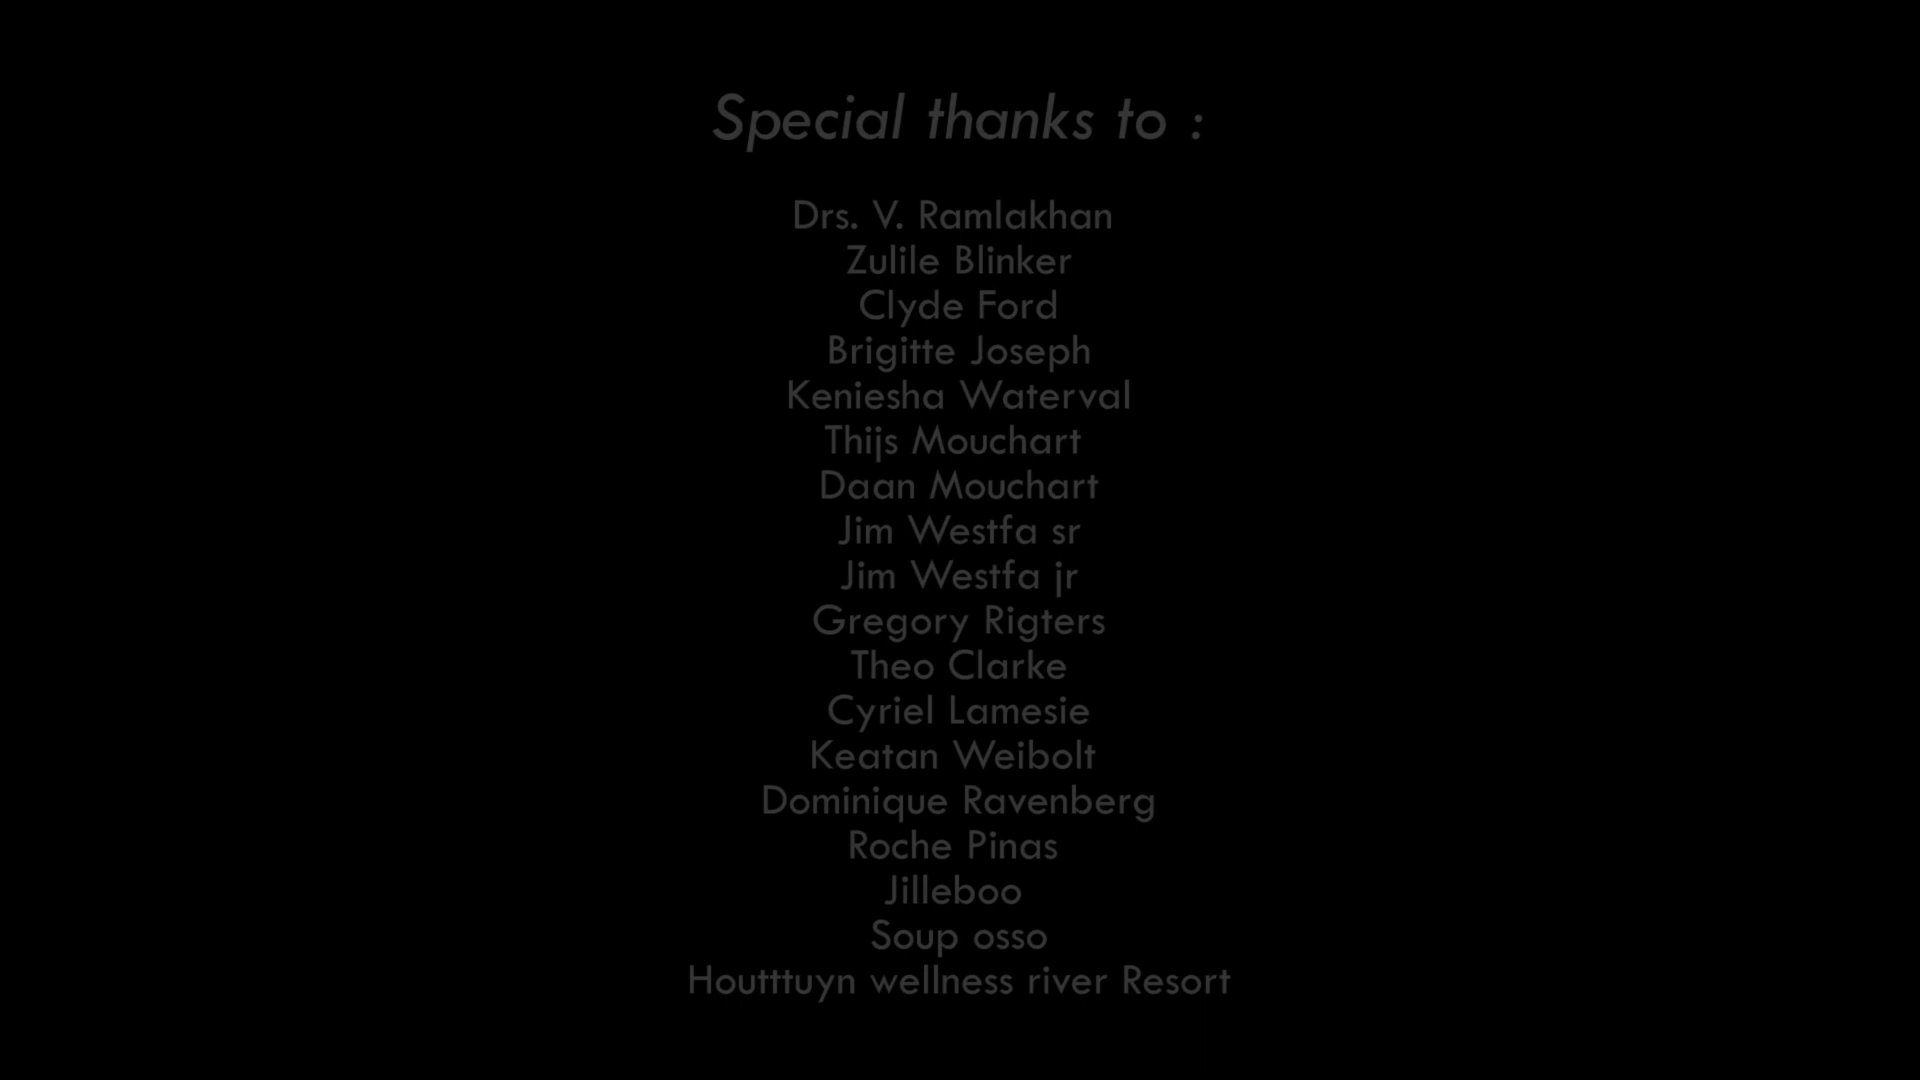 Special thanks to :
Drs. V. Ramlakhan
Zulile Blinker
Clyde Ford
Brigitte Joseph
Keniesha Waterval
Thijs Mouchart
Daan Mouchart
Jim Westfa sr
Jim Westfa jr
Gregory Rigters
Theo Clarke
Cyriel Lamesie
Keatan Weibolt
Dominique Ravenberg
Roche Pinas
Jilleboo
Soup osso
Houtttuyn wellness river Resort